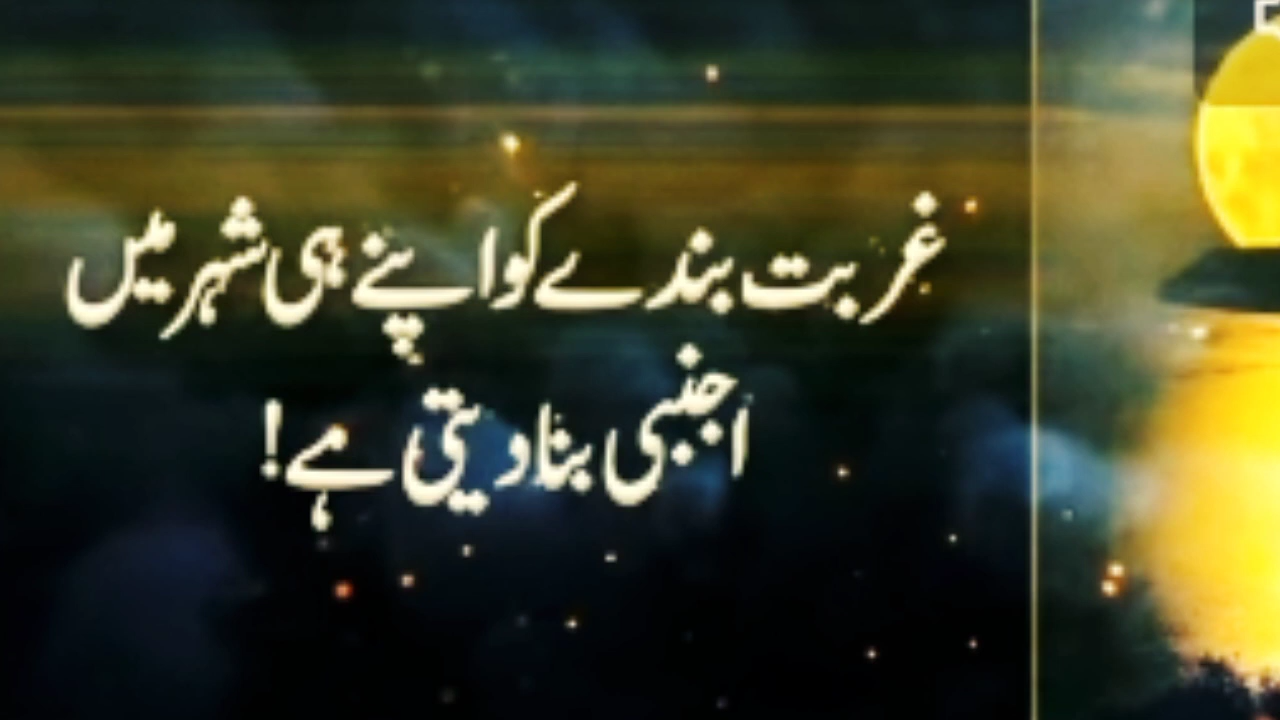 غربت بندے کو اپنے ہی شہر میں
اجنبی بنا دیتی ہے!